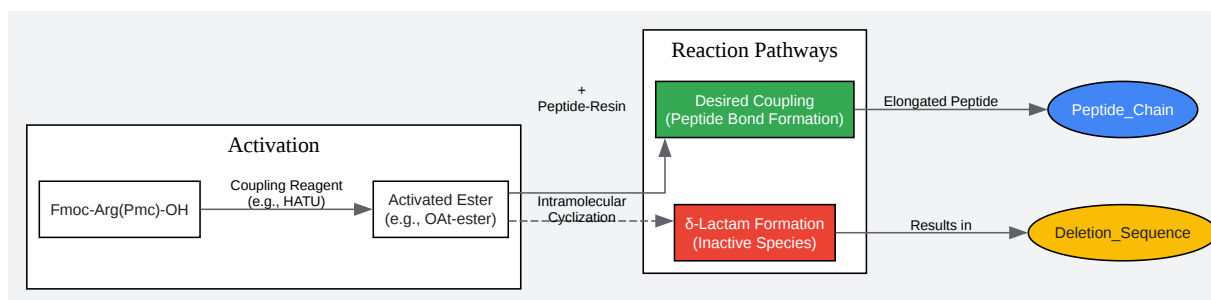 Reaction Pathways
+
Peptide-Resin
Desired Coupling
(Peptide Bond Formation)
Elongated Peptide
Peptide_Chain
Activation
Fmoc-Arg(Pmc)-OH
Coupling Reagent
(e.g., HATU)
Activated Ester
(e.g., OAt-ester)
Intramolecular
Cyclization
δ-Lactam Formation
(Inactive Species)
Results in
Deletion_Sequence